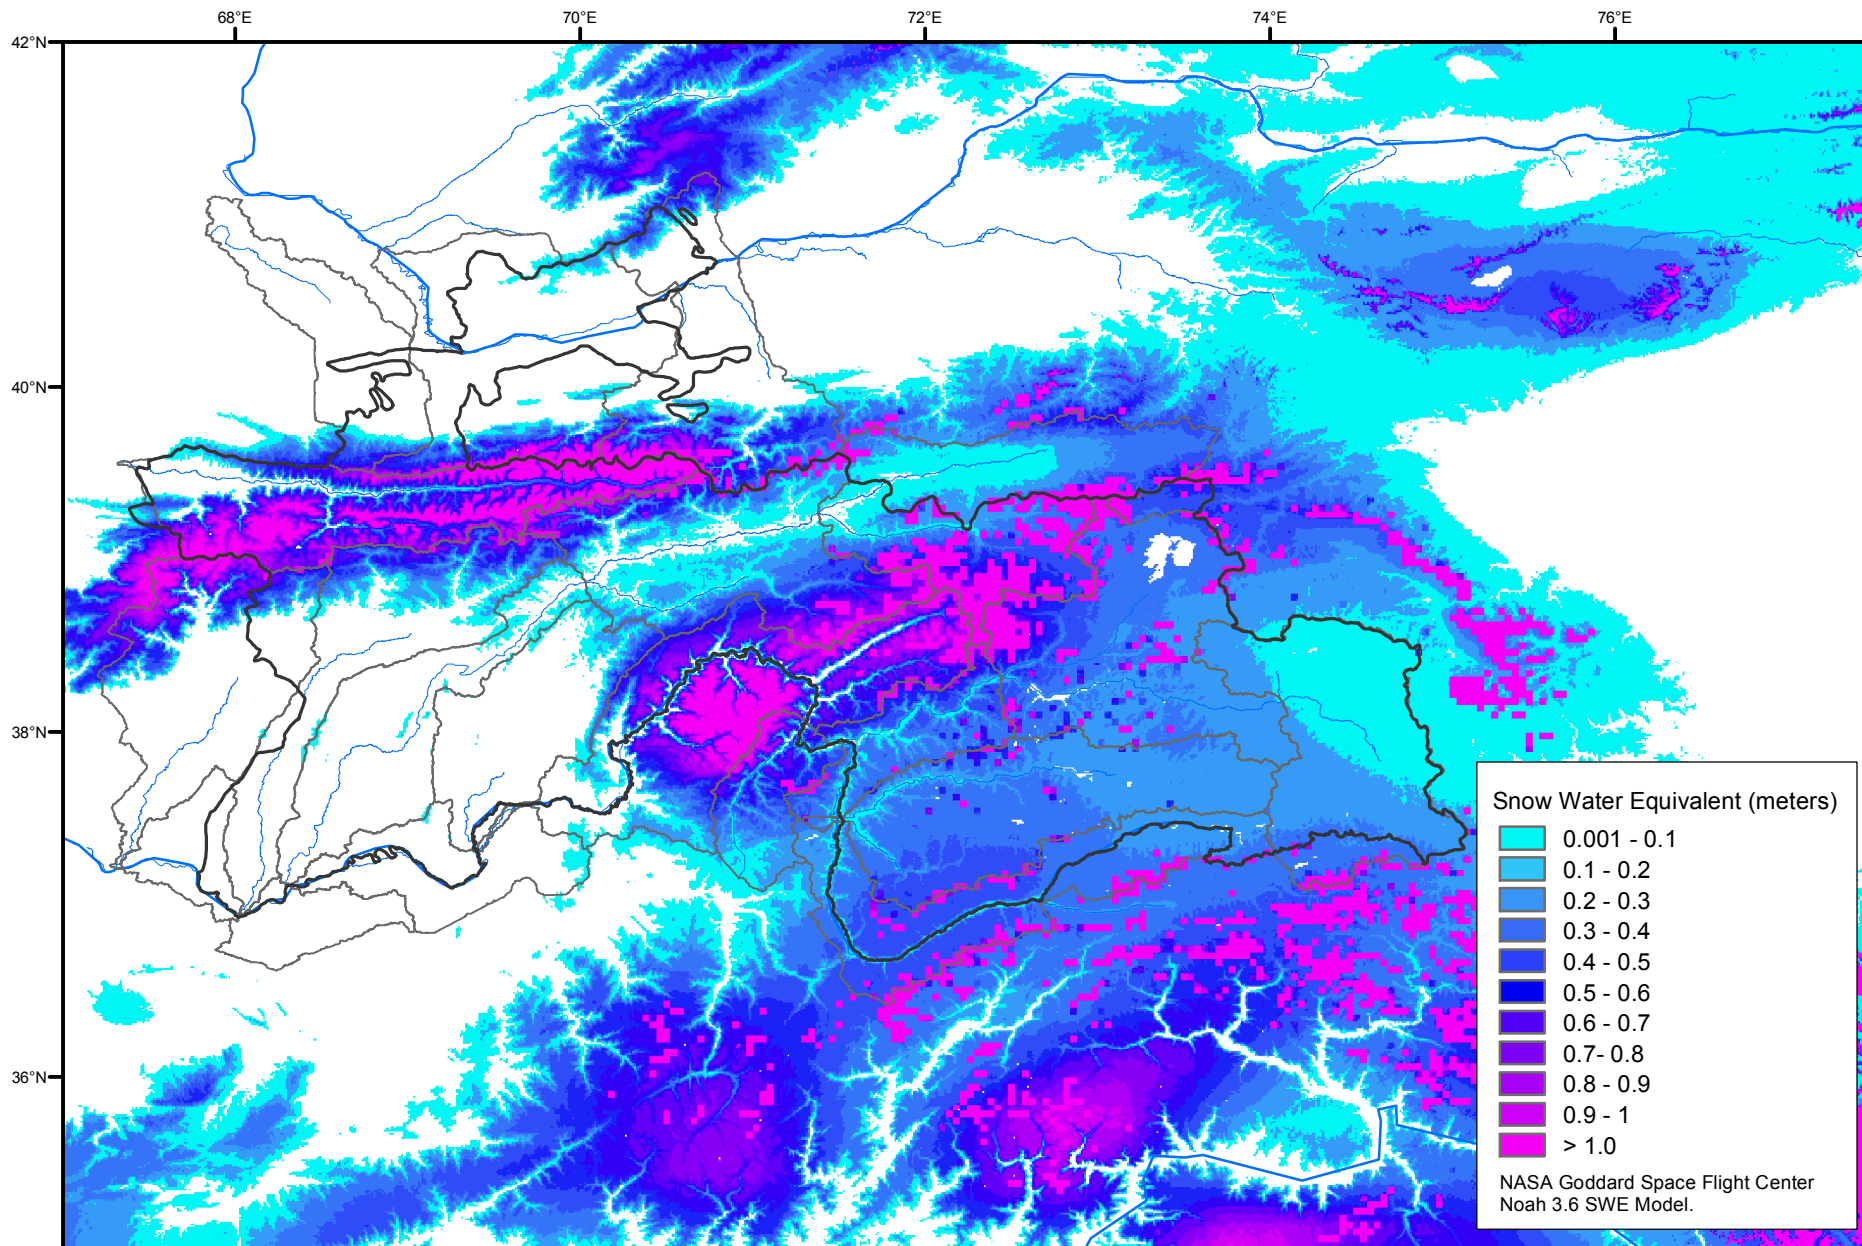 68°E 70°E 72°E 74°E 76°E
42°N
40°N
38°N
36°N
Snow Water Equivalent (meters)
0.001 - 0.1
0.1 - 0.2
0.2 - 0.3
0.3 - 0.4
0.4 - 0.5
0.5 - 0.6
0.6 - 0.7
0.7- 0.8
0.8 - 0.9
0.9 - 1
> 1.0
NASA Goddard Space Flight Center
Noah 3.6 SWE Model.